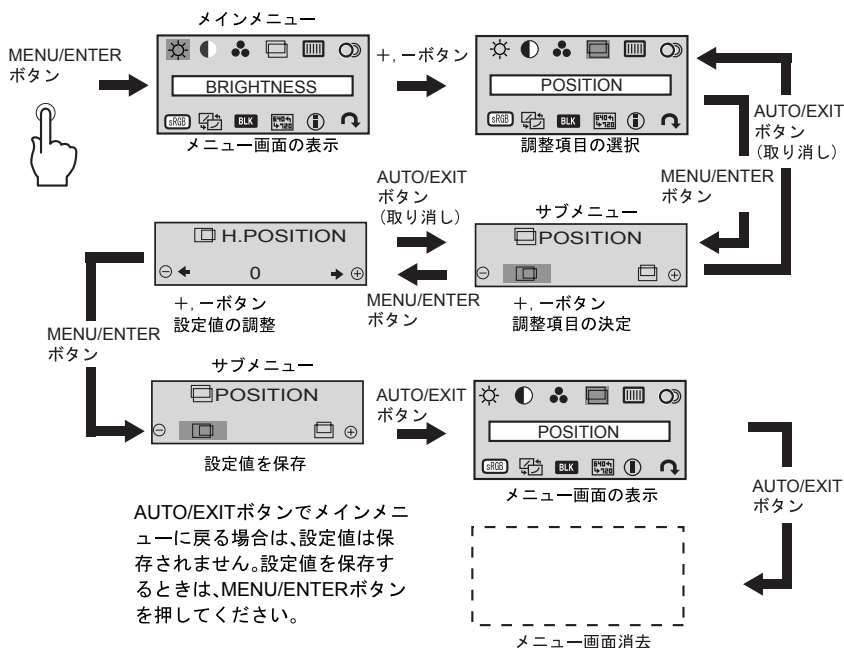 メインメニュー
MENU/ENTER
ボタン
BRIGHTNESS
sRGB
BLK
640
720
メニュー画面の表示
＋, ーボタン
POSITION
sRGB
BLK
640
720
調整項目の選択
AUTO/EXIT
ボタン
（取り消し）
MENU/ENTER
ボタン
サブメニュー
POSITION
＋, ーボタン
調整項目の決定
AUTO/EXIT
ボタン
（取り消し）
MENU/ENTER
ボタン
H.POSITION
0
＋, ーボタン
設定値の調整
MENU/ENTER
ボタン
サブメニュー
POSITION
設定値を保存
AUTO/EXIT
ボタン
POSITION
sRGB
BLK
640
720
メニュー画面の表示
AUTO/EXIT
ボタン
メニュー画面消去
AUTO/EXITボタンでメインメニ
ューに戻る場合は、設定値は保
存されません。設定値を保存す
るときは、MENU/ENTERボタン
を押してください。